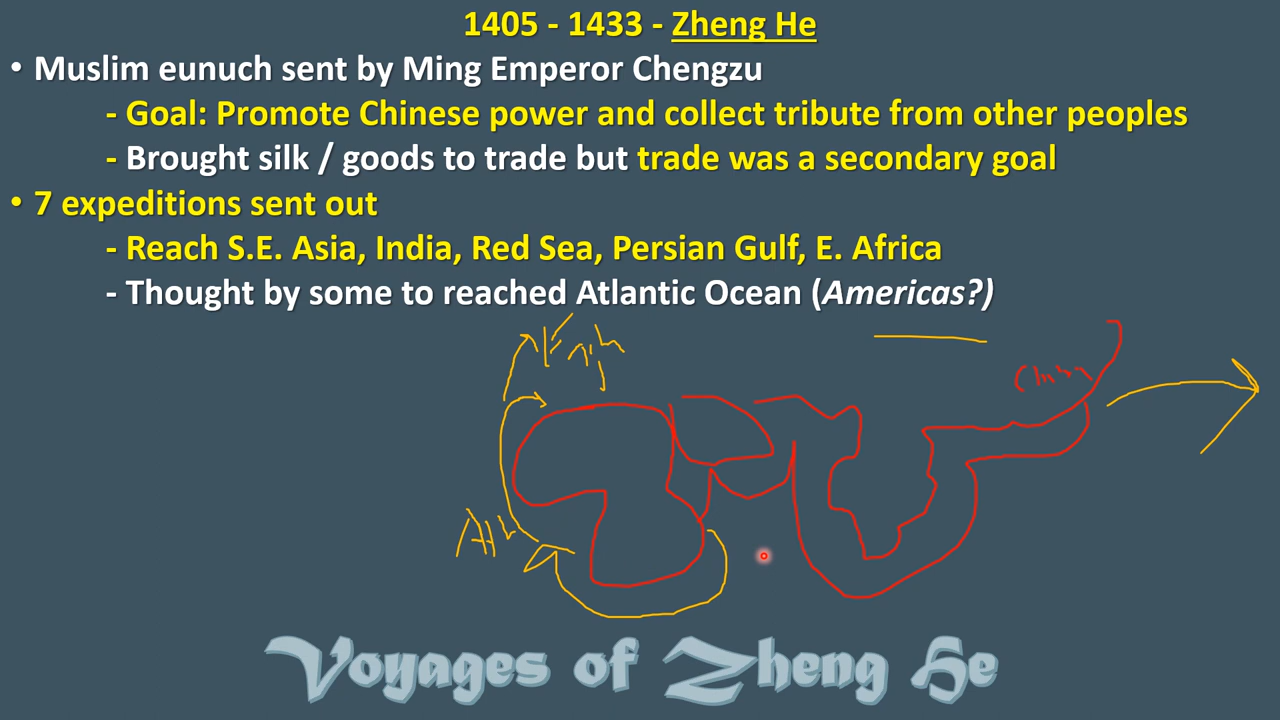 1405 - 1433 - Zheng He
• Muslim eunuch sent by Ming Emperor Chengzu
- Goal: Promote Chinese power and collect tribute from other peoples
- Brought silk / goods to trade but trade was a secondary goal
• 7 expeditions sent out
- Reach S.E. Asia, India, Red Sea, Persian Gulf, E. Africa
- Thought by some to reached Atlantic Ocean (Americas?)
China
Voyages of Zheng He